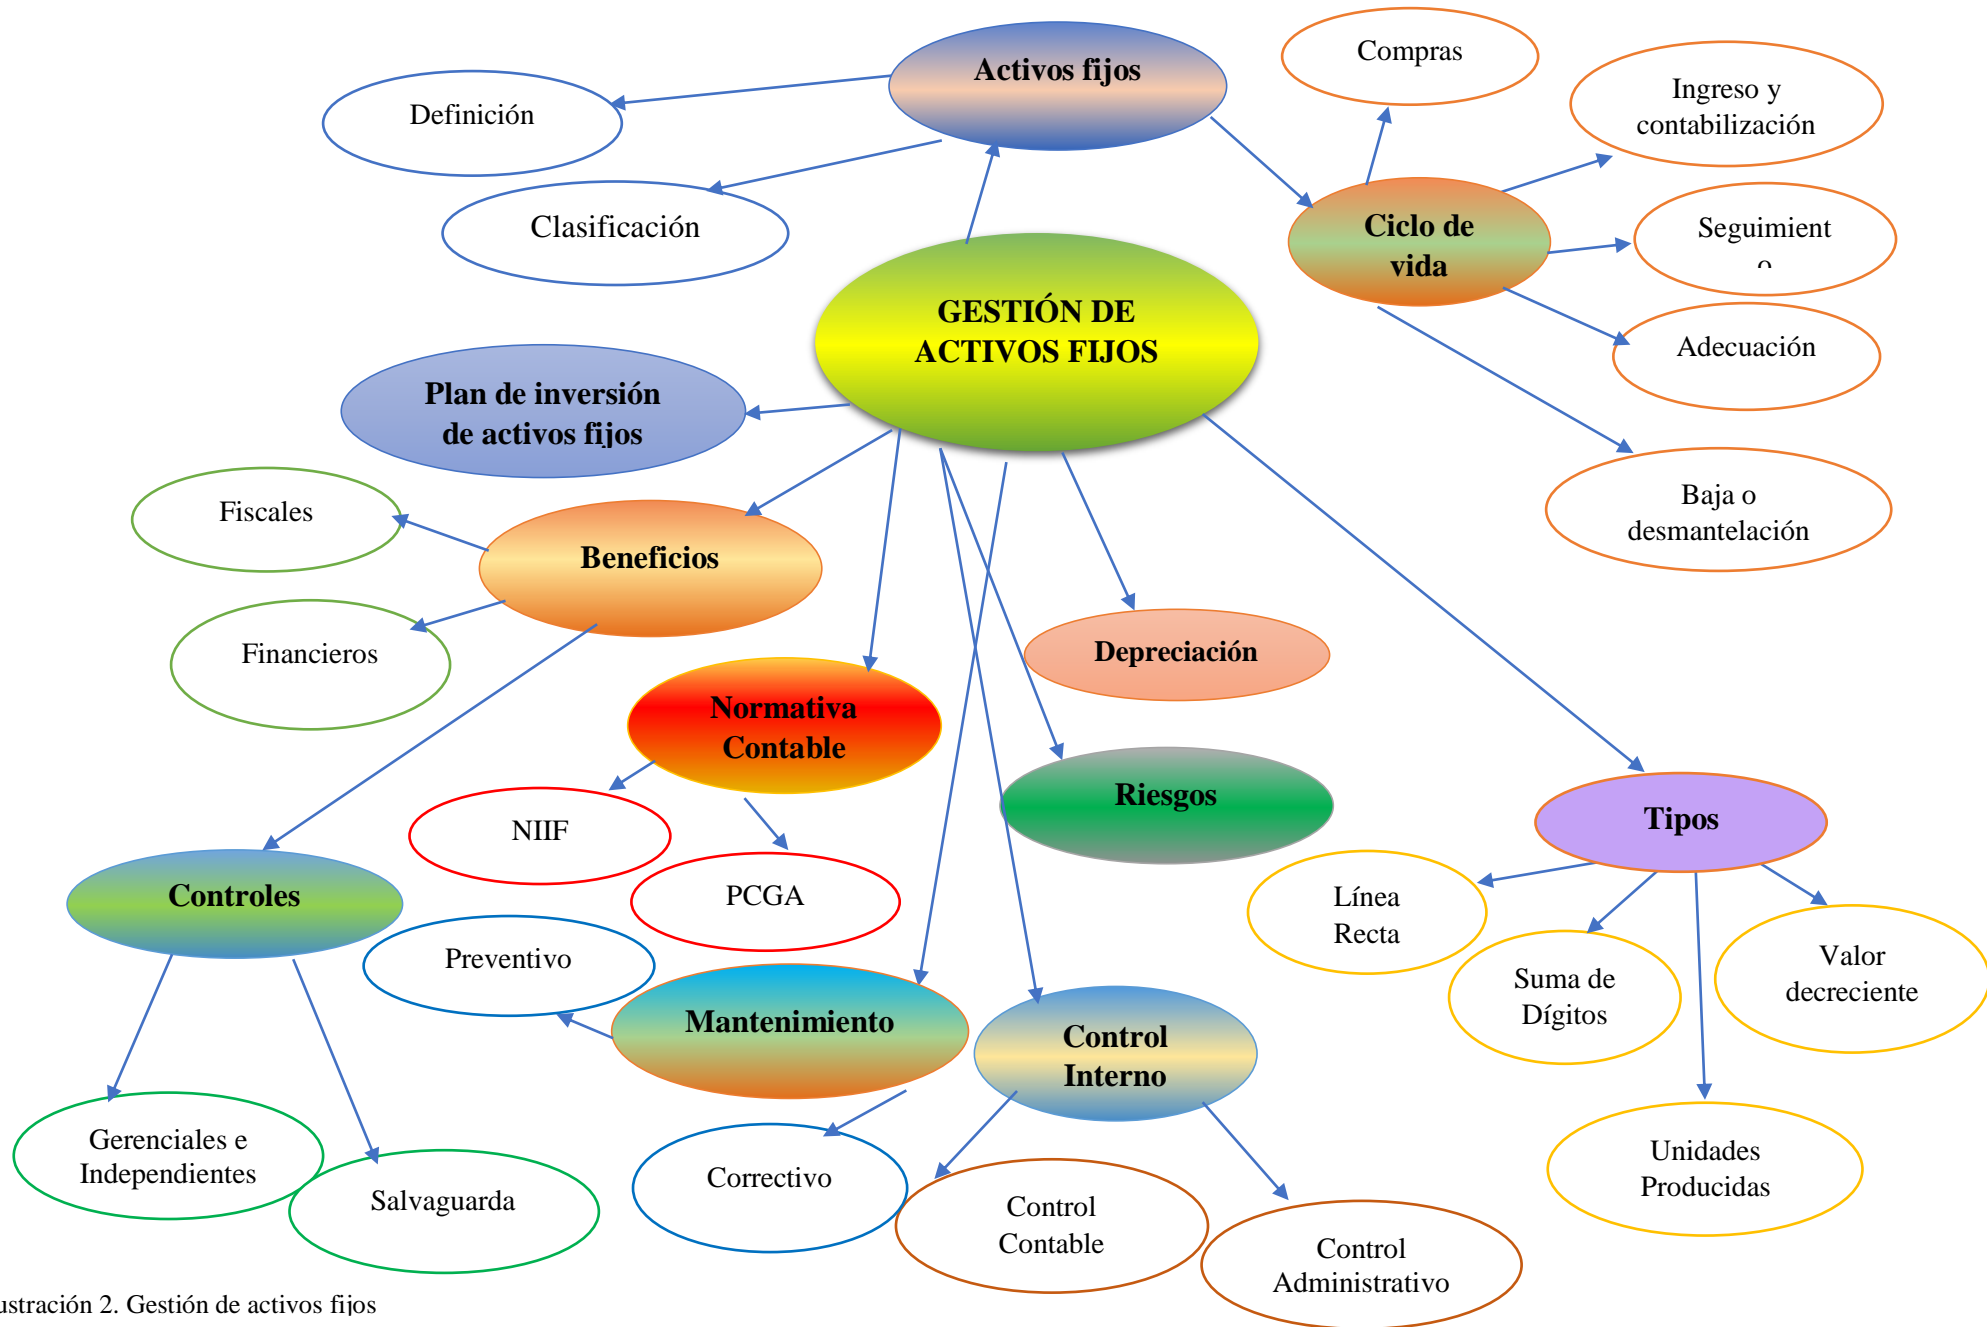 Activos fijos
Compras
Ingreso y
contabilización
Definición
Clasificación
Ciclo de
vida
Seguimient
o
GESTIÓN DE
ACTIVOS FIJOS
Adecuación
Plan de inversión
de activos fijos
Baja o
desmantelación
Fiscales
Beneficios
Financieros
Depreciación
Normativa
Contable
Riesgos
Tipos
NIIF
PCGA
Controles
Línea
Recta
Preventivo
Valor
decreciente
Suma de
Dígitos
Mantenimiento
Control
Interno
Gerenciales e
Independientes
Salvaguarda
Correctivo
Unidades
Producidas
Control
Contable
Control
Administrativo
ustración 2. Gestión de activos fijos